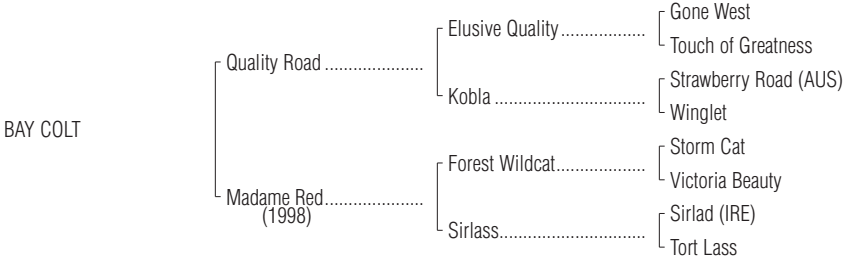 Gone West
Elusive Quality..................
Touch of Greatness
Quality Road .....................
Strawberry Road (AUS)
Kobla ................................
Winglet
BAY COLT
Storm Cat
Forest Wildcat...................
Victoria Beauty
Madame Red.....................
(1998)
Sirlad (IRE)
Sirlass...............................
Tort Lass